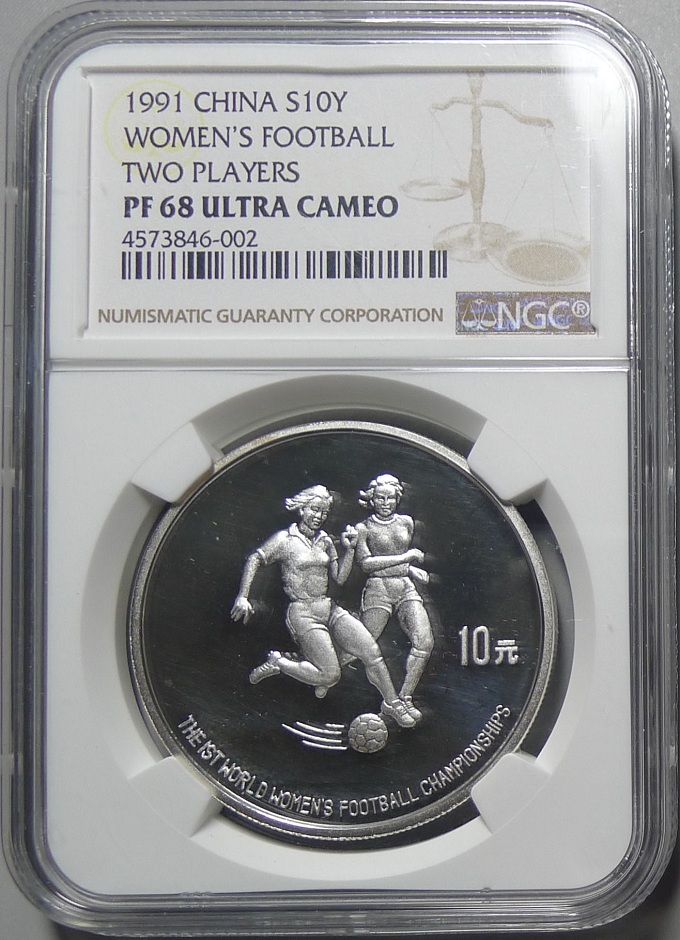 1991 CHINA S10Y
WOMEN'S FOOTBALL
TWO PLAYERS
PF 68 ULTRA CAMEO
4573846-002
NUMISMATIC GUARANTY CORPORATION
NGC®
10元
THE 1ST WORLD WOMEN'S FOOTBALL CHAMPIONSHIPS